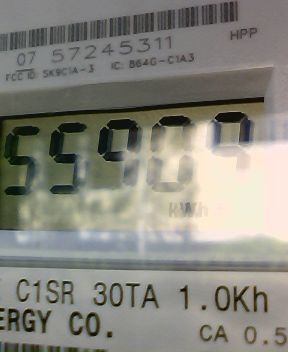 07 57245311 HPP
FCC ID: SK9C1A-3 IC: 864G-C1A3
55909
kWh
C1SR 30TA 1.0Kh
ERGY CO. CA 0.5